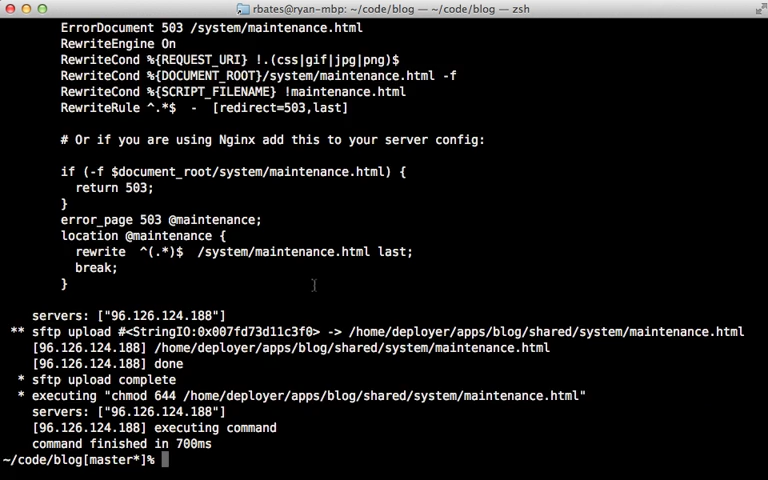 rbates@ryan-mbp: ~/code/blog — ~/code/blog — zsh
ErrorDocument 503 /system/maintenance.html
RewriteEngine On
RewriteCond %{REQUEST_URI} !.(css|gif|jpg|png)$
RewriteCond %{DOCUMENT_ROOT}/system/maintenance.html -f
RewriteCond %{SCRIPT_FILENAME} !maintenance.html
RewriteRule ^.*$  -  [redirect=503,last]
# Or if you are using Nginx add this to your server config:
if (-f $document_root/system/maintenance.html) {
return 503;
}
error_page 503 @maintenance;
location @maintenance {
rewrite  ^(.*)$  /system/maintenance.html last;
break;
}
servers: ["96.126.124.188"]
** sftp upload #<StringIO:0x007fd73d11c3f0> -> /home/deployer/apps/blog/shared/system/maintenance.html
[96.126.124.188] /home/deployer/apps/blog/shared/system/maintenance.html
[96.126.124.188] done
* sftp upload complete
* executing "chmod 644 /home/deployer/apps/blog/shared/system/maintenance.html"
servers: ["96.126.124.188"]
[96.126.124.188] executing command
command finished in 700ms
~/code/blog[master*]%